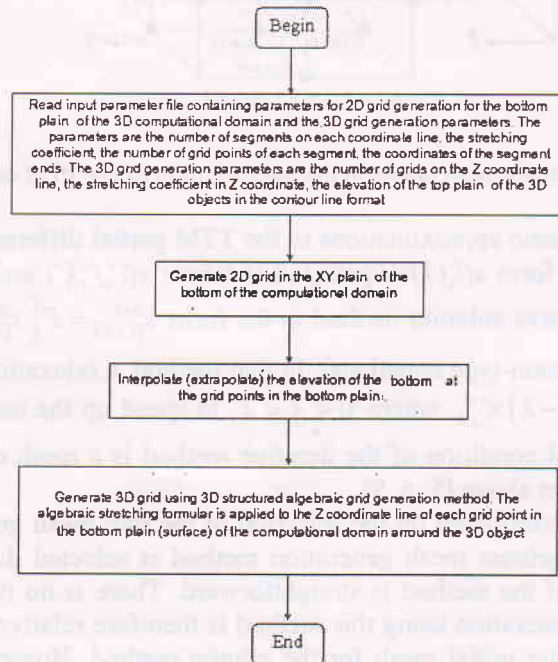 Begin
Read input parameter file containing parameters for 2D grid generation for the bottom
plain of the 3D computational domain and the 3D grid generation parameters. The
parameters are the number of segments on each coordinate line, the stretching
coefficient, the number of grid points of each segment, the coordinates of the segment
ends. The 3D grid generation parameters are the number of grids on the Z coordinate
line, the stretching coefficient in Z coordinate, the elevation of the top plain of the 3D
objects in the contour line format
Generate 2D grid in the XY plain of the
bottom of the computational domain
Interpolate (extrapolate) the elevation of the bottom at
the grid points in the bottom plain
Generate 3D grid using 3D structured algebraic grid generation method. The
algebraic stretching formular is applied to the Z coordinate line of each grid point in
the bottom plain (surface) of the computational domain arround the 3D object
End